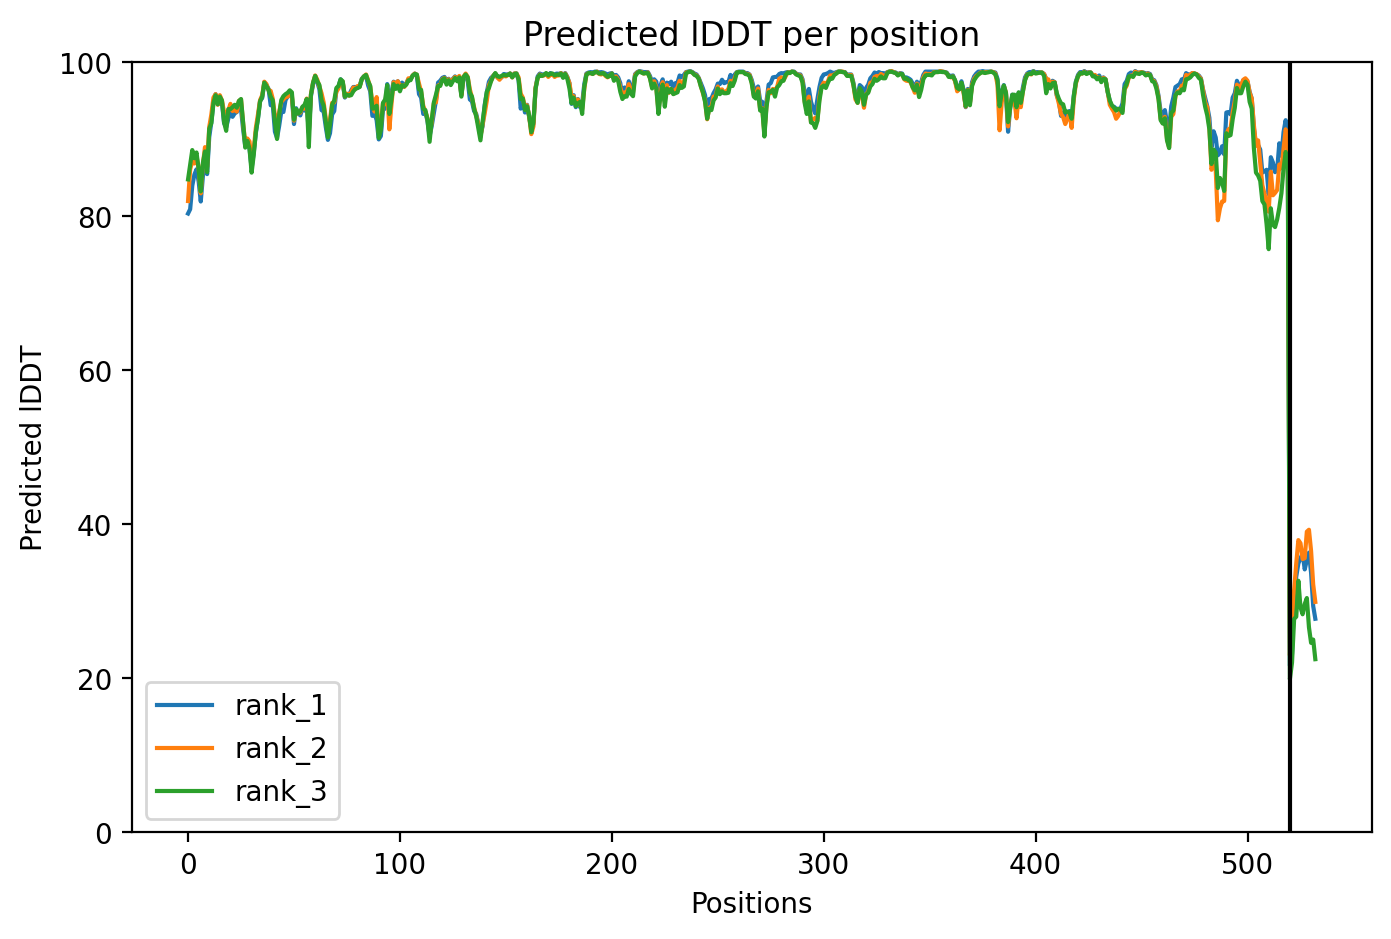 Predicted lDDT per position
100
80
60
40
20
0
Predicted lDDT
0 100 200 300 400 500
Positions
rank_1
rank_2
rank_3